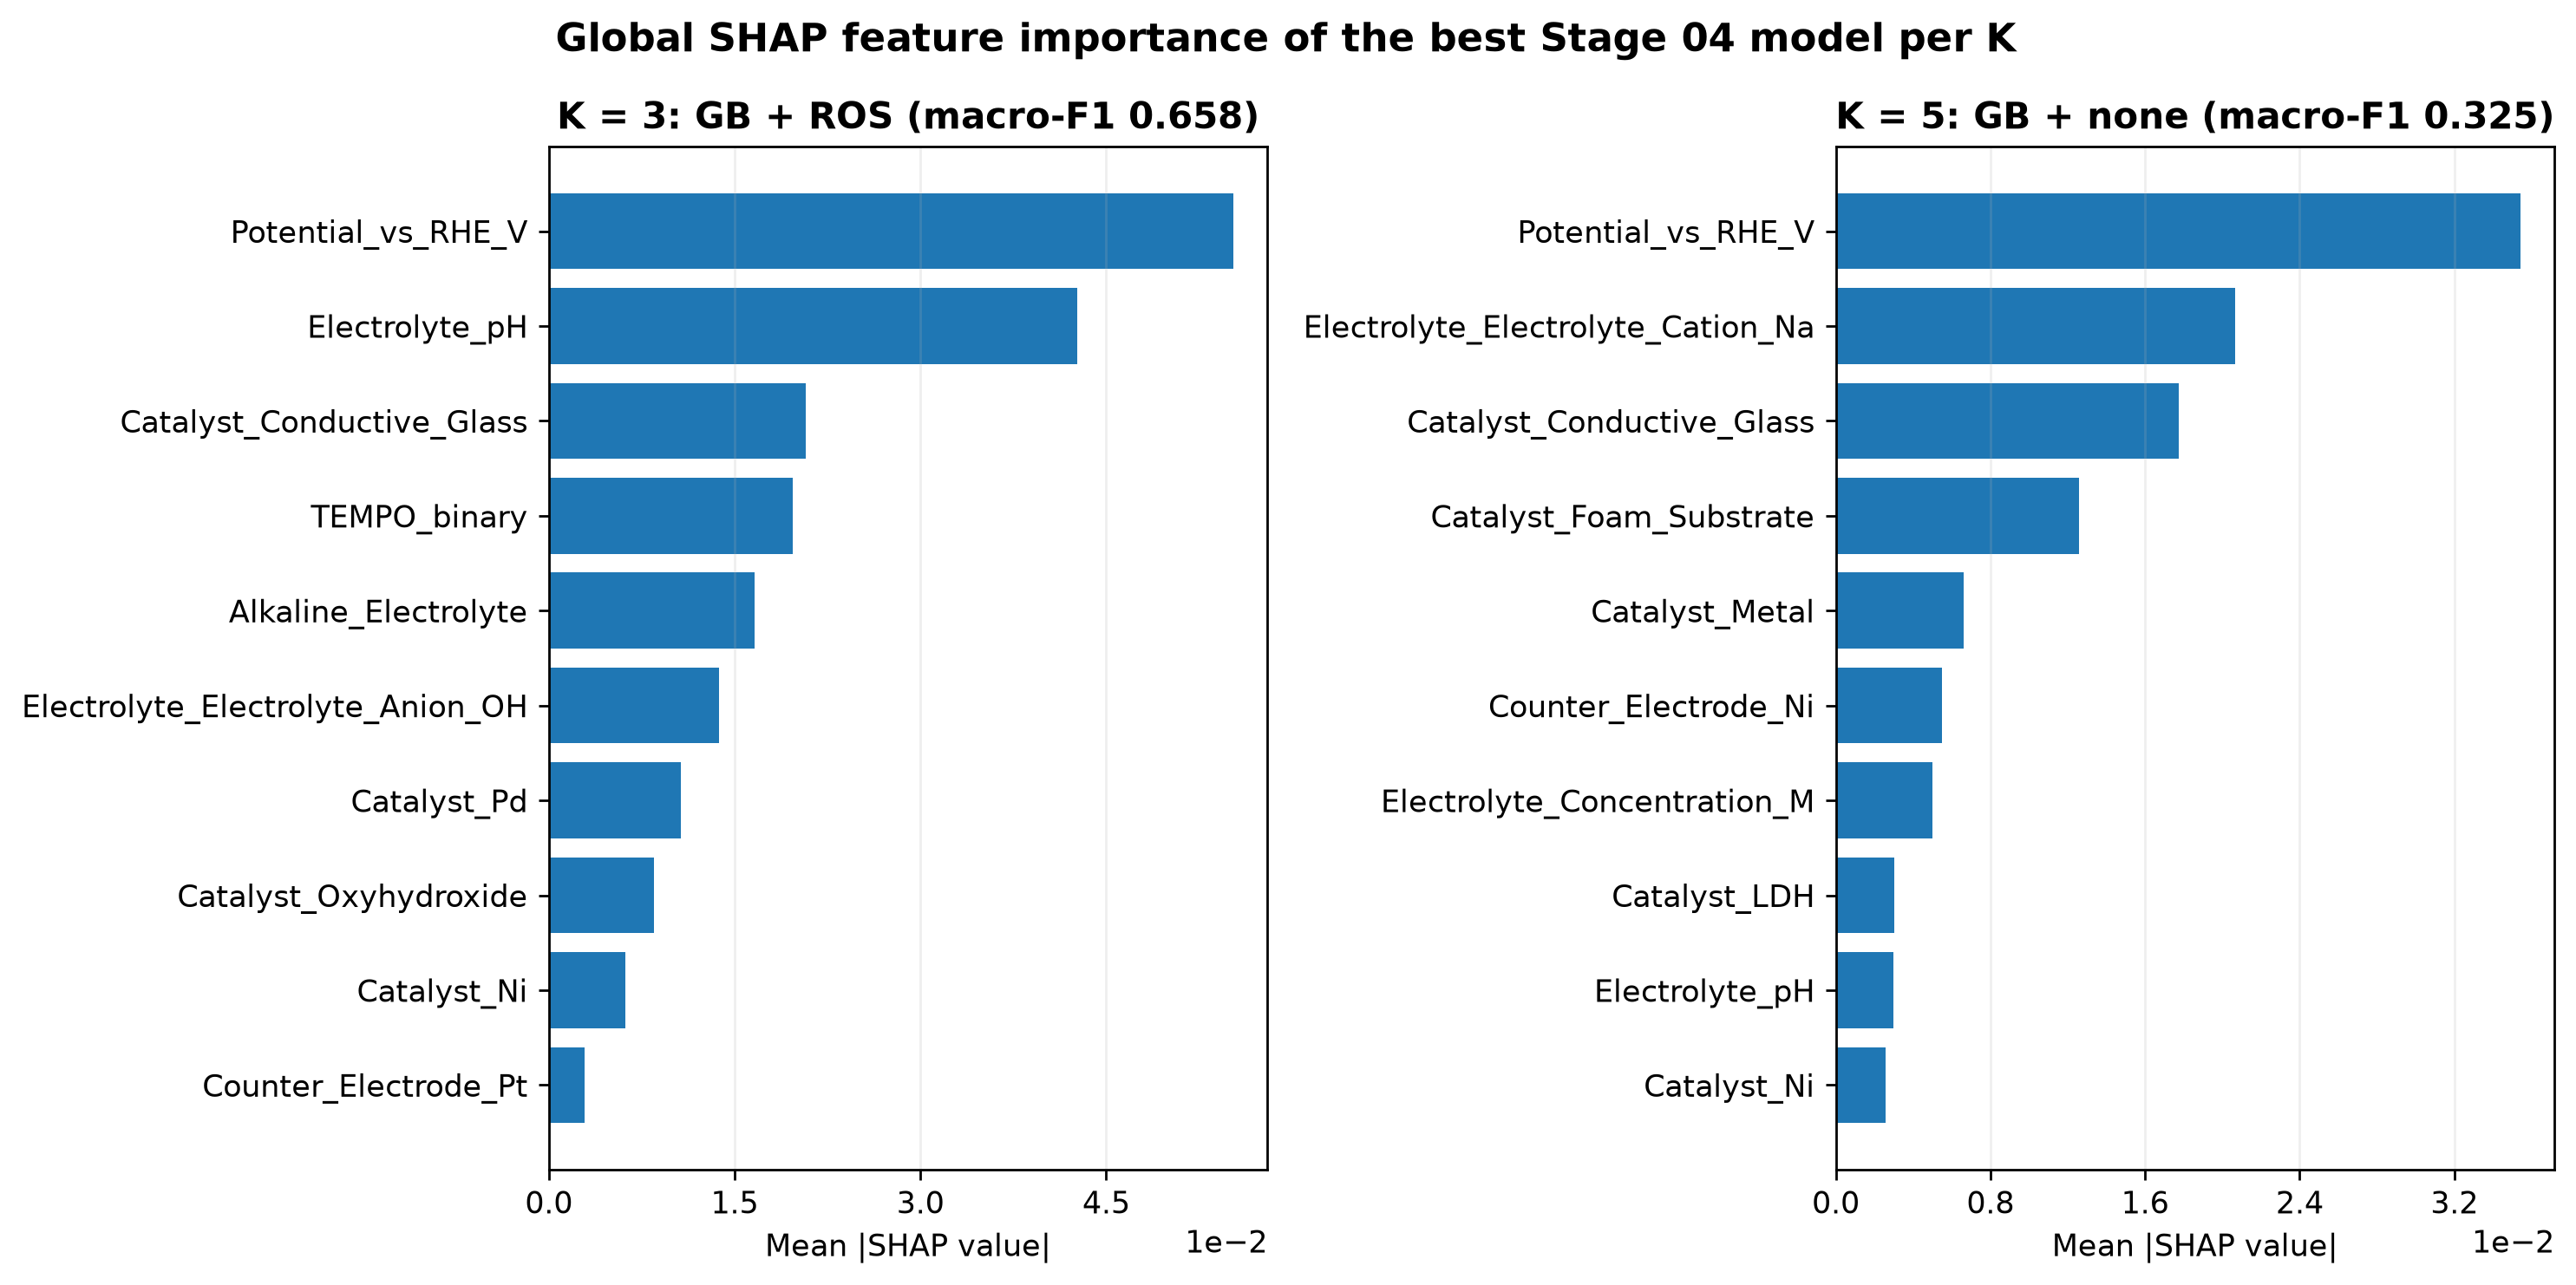 Global SHAP feature importance of the best Stage 04 model per K
K = 3: GB + ROS (macro-F1 0.658)
Potential_vs_RHE_V
Electrolyte_pH
Catalyst_Conductive_Glass
TEMPO_binary
Alkaline_Electrolyte
Electrolyte_Electrolyte_Anion_OH
Catalyst_Pd
Catalyst_Oxyhydroxide
Catalyst_Ni
Counter_Electrode_Pt
0.0 1.5 3.0 4.5
Mean |SHAP value|
1e−2
K = 5: GB + none (macro-F1 0.325)
Potential_vs_RHE_V
Electrolyte_Electrolyte_Cation_Na
Catalyst_Conductive_Glass
Catalyst_Foam_Substrate
Catalyst_Metal
Counter_Electrode_Ni
Electrolyte_Concentration_M
Catalyst_LDH
Electrolyte_pH
Catalyst_Ni
0.0 0.8 1.6 2.4 3.2
Mean |SHAP value|
1e−2